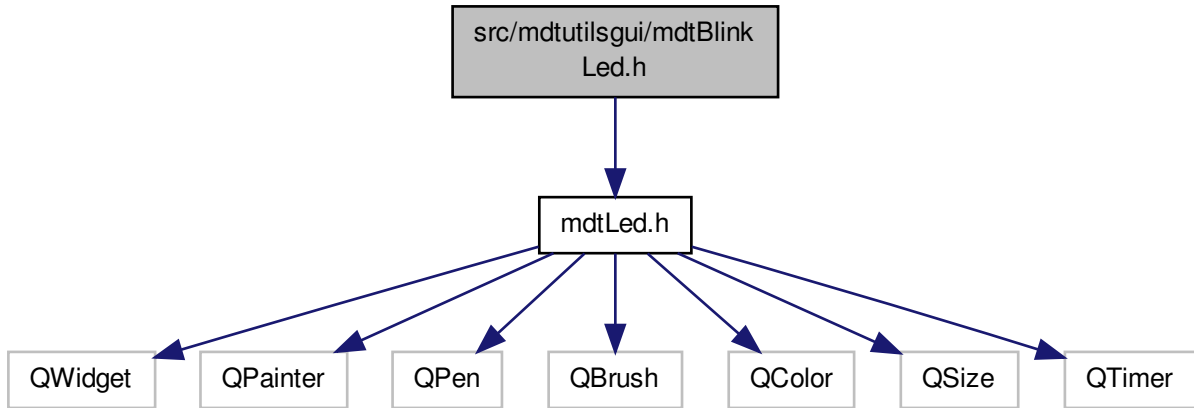 src/mdtutilsgui/mdtBlink
Led.h
mdtLed.h
QWidget
QPainter
QPen
QBrush
QColor
QSize
QTimer